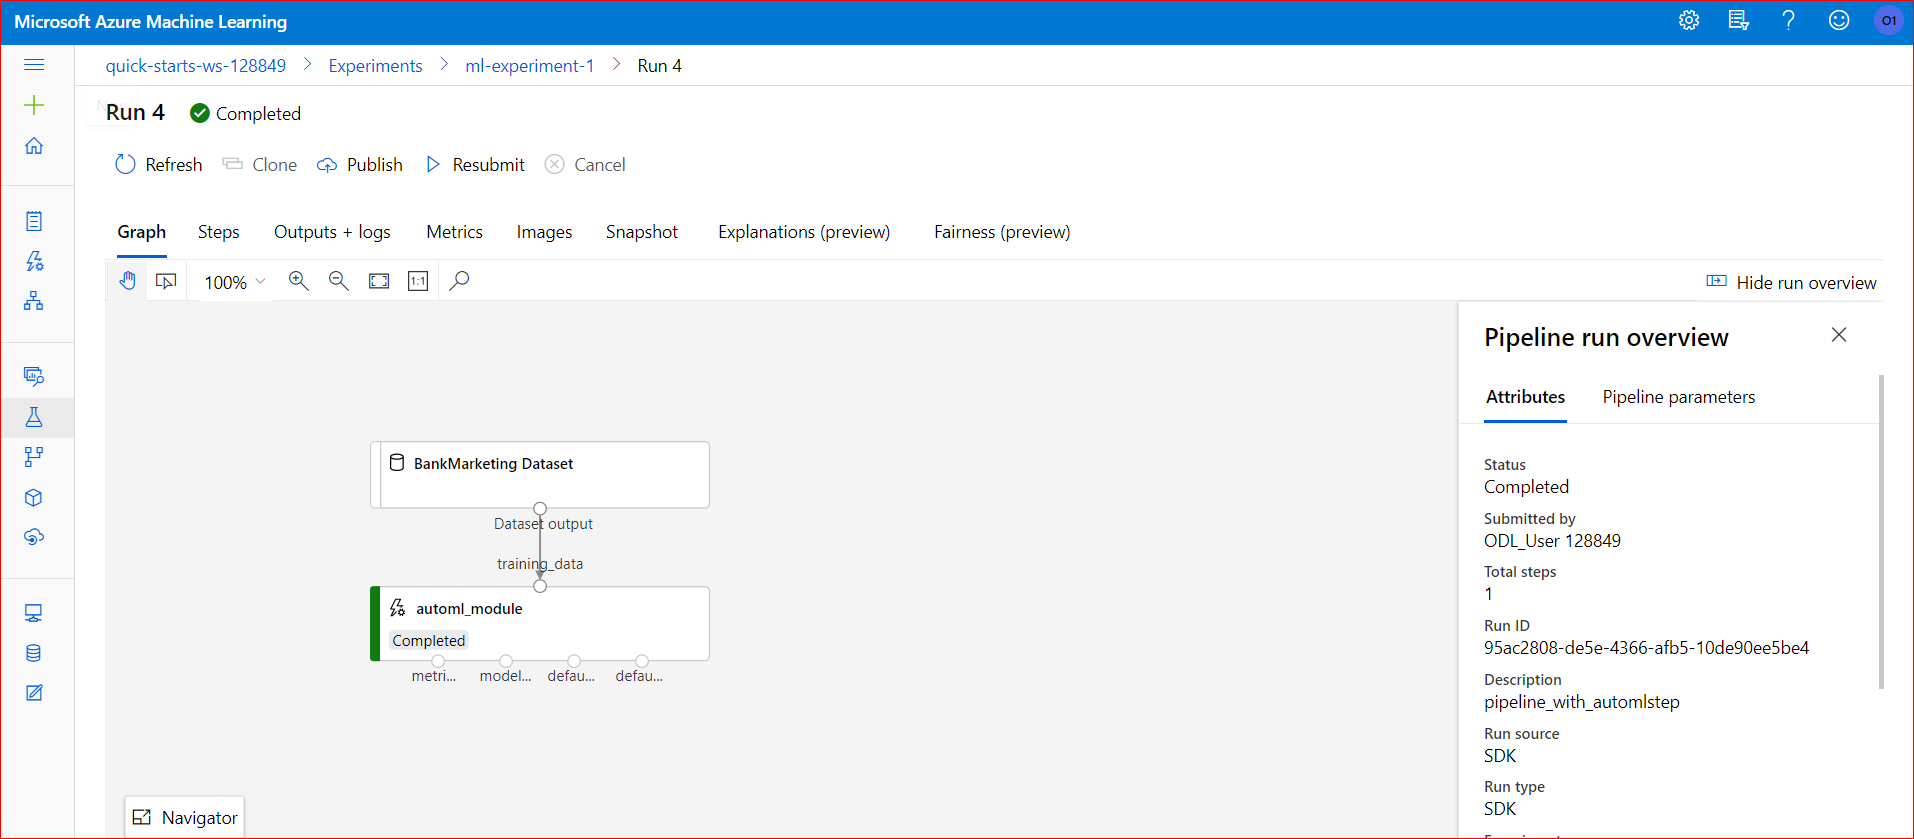 Microsoft Azure Machine Learning
O1
quick-starts-ws-128849 > Experiments > ml-experiment-1 > Run 4
Run 4 Completed
Refresh Clone Publish Resubmit Cancel
Graph Steps Outputs + logs Metrics Images Snapshot Explanations (preview) Fairness (preview)
100% 1:1 Hide run overview
BankMarketing Dataset
Dataset output
training_data
automl_module
Completed
metri... model... defau... defau...
Navigator
Pipeline run overview
Attributes Pipeline parameters
Status
Completed
Submitted by
ODL_User 128849
Total steps
1
Run ID
95ac2808-de5e-4366-afb5-10de90ee5be4
Description
pipeline_with_automlstep
Run source
SDK
Run type
SDK